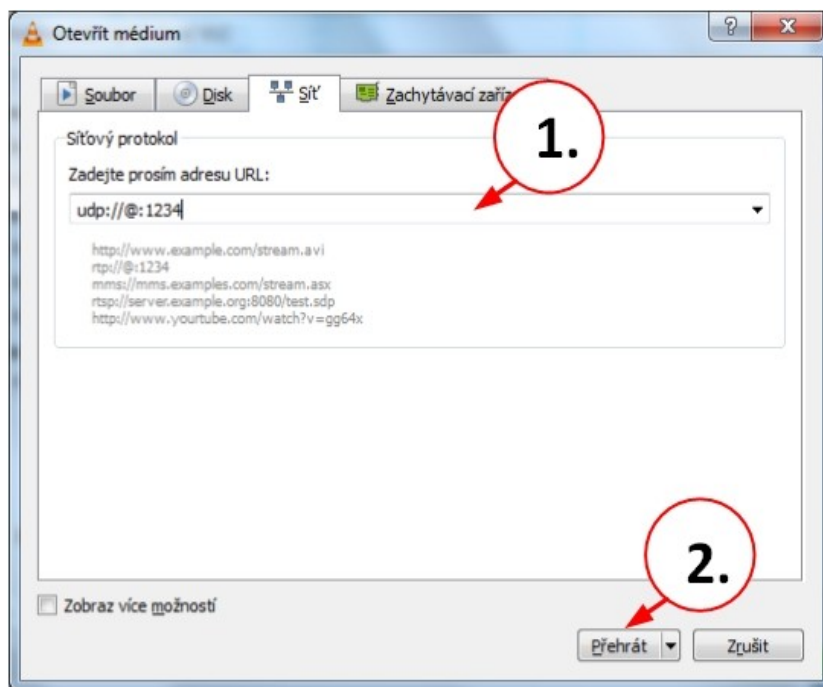 Otevřít médium
Soubor Disk Síť Zachytávací
Síťový protokol
1.
Zadejte prosím adresu URL:
udp://@:1234
http://www.example.com/stream.avi
rtp://@:1234
mms://mms.examples.com/stream.asx
rtsp://server.example.org:8080/test.sdp
http://www.yourtube.com/watch?v=gg64x
2.
Zobraz více možností
Přehrát Zrušit